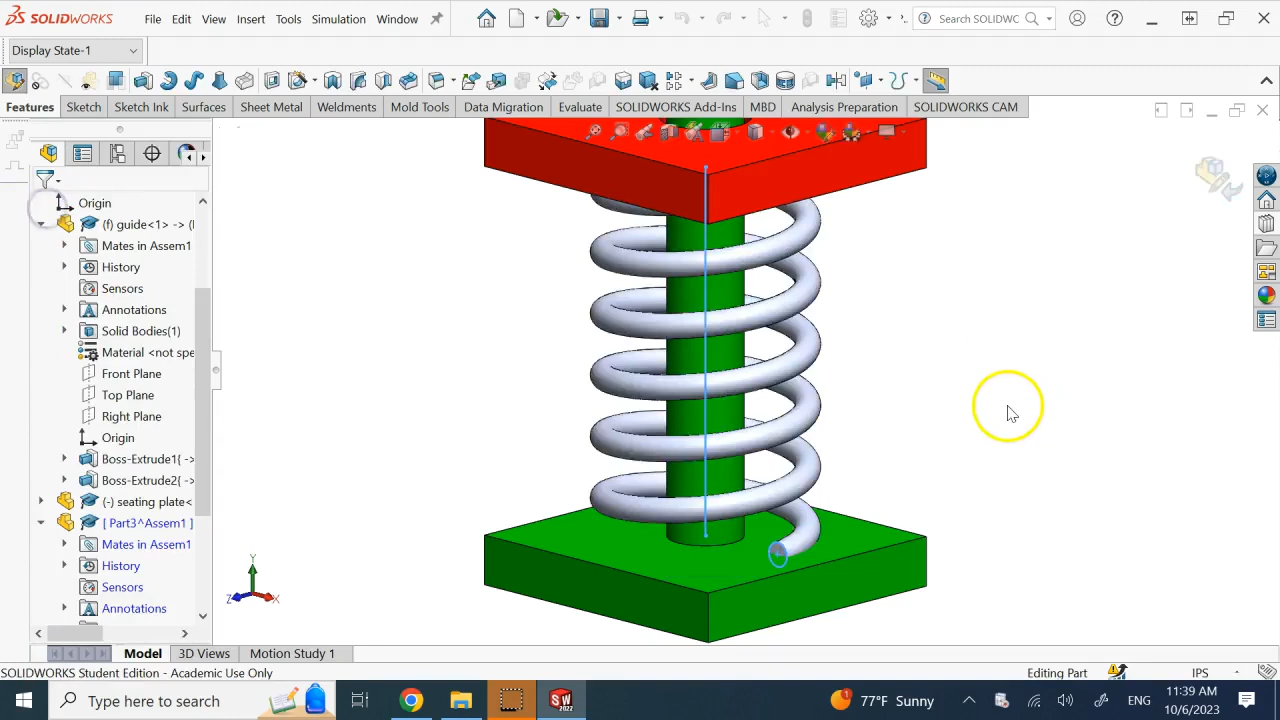 SOLIDWORKS File Edit View Insert Tools Simulation Window Search SOLIDWC
Display State-1
Features Sketch Sketch Ink Surfaces Sheet Metal Weldments Mold Tools Data Migration Evaluate SOLIDWORKS Add-Ins MBD Analysis Preparation SOLIDWORKS CAM
Origin
(f) guide<1> ->
Mates in Assem1
History
Sensors
Annotations
Solid Bodies(1)
Material <not spe
Front Plane
Top Plane
Right Plane
Origin
Boss-Extrude1{ ->
Boss-Extrude2{ ->
(-) seating plate<
[ Part3^Assem1 ]
Mates in Assem1
History
Sensors
Annotations
Y
Z X
Model 3D Views Motion Study 1
SOLIDWORKS Student Edition - Academic Use Only Editing Part IPS
Type here to search SW 2022 1 77°F Sunny ENG 11:39 AM
10/6/2023